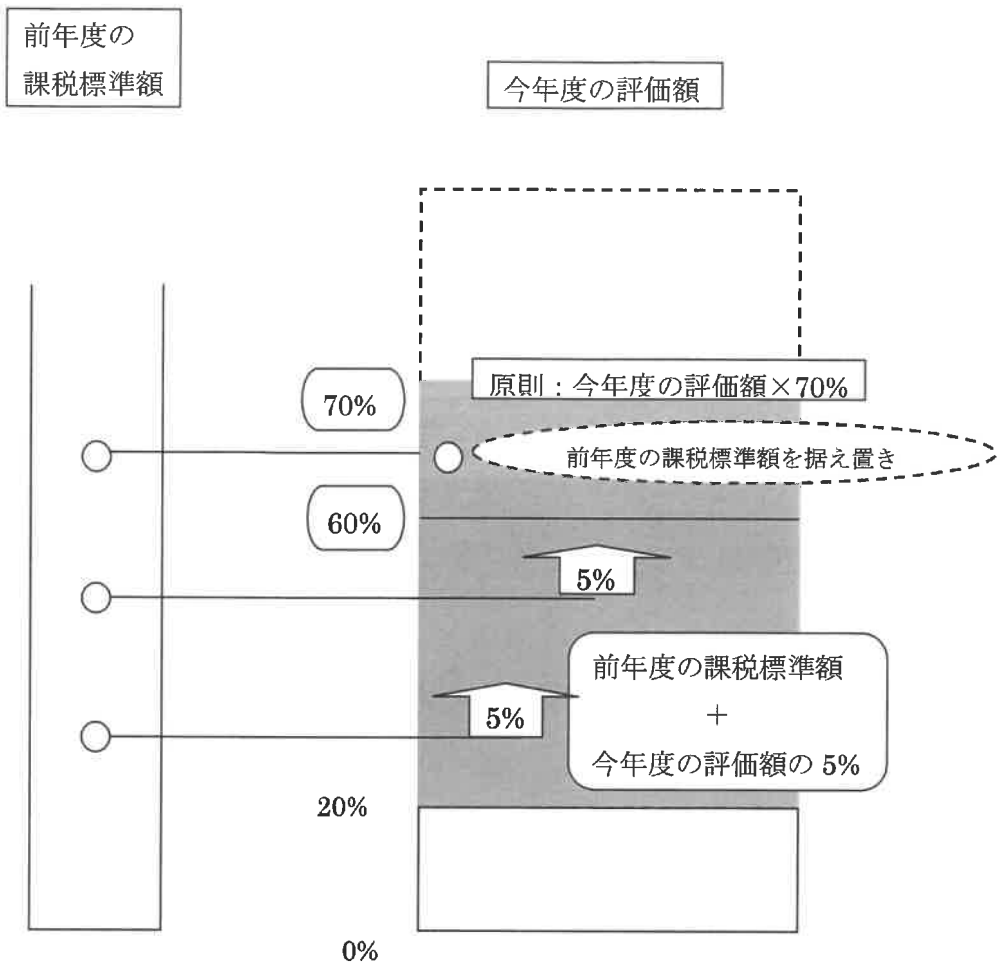 前年度の
課税標準額
今年度の評価額
原則：今年度の評価額×70%
70%
前年度の課税標準額を据え置き
60%
5%
前年度の課税標準額
+
今年度の評価額の 5%
5%
20%
0%